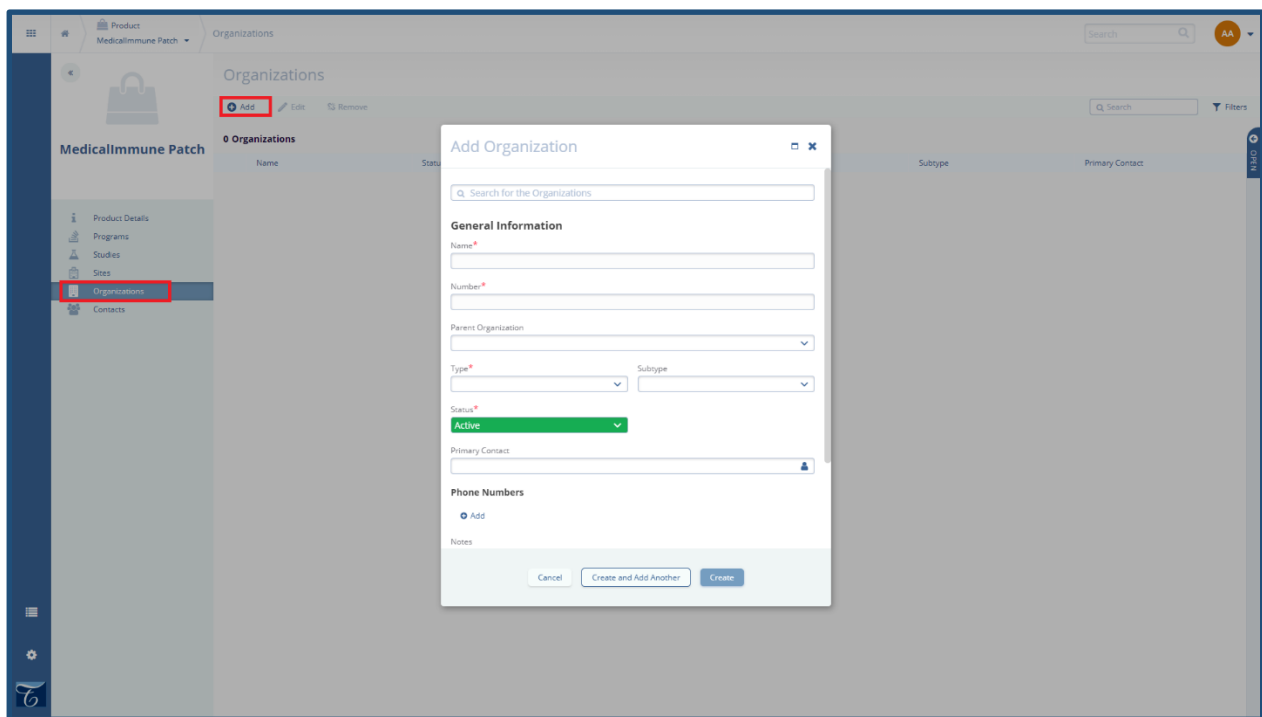 Product
MedicalImmune Patch
Organizations
Search
AA
Organizations
Add Edit Remove
Search
Filters
MedicalImmune Patch
0 Organizations
Name Statu Subtype Primary Contact
OPEN
Product Details
Programs
Studies
Sites
Organizations
Contacts
Add Organization
Search for the Organizations
General Information
Name*
Number*
Parent Organization
Type* Subtype
Status*
Active
Primary Contact
Phone Numbers
Add
Notes
Cancel Create and Add Another Create